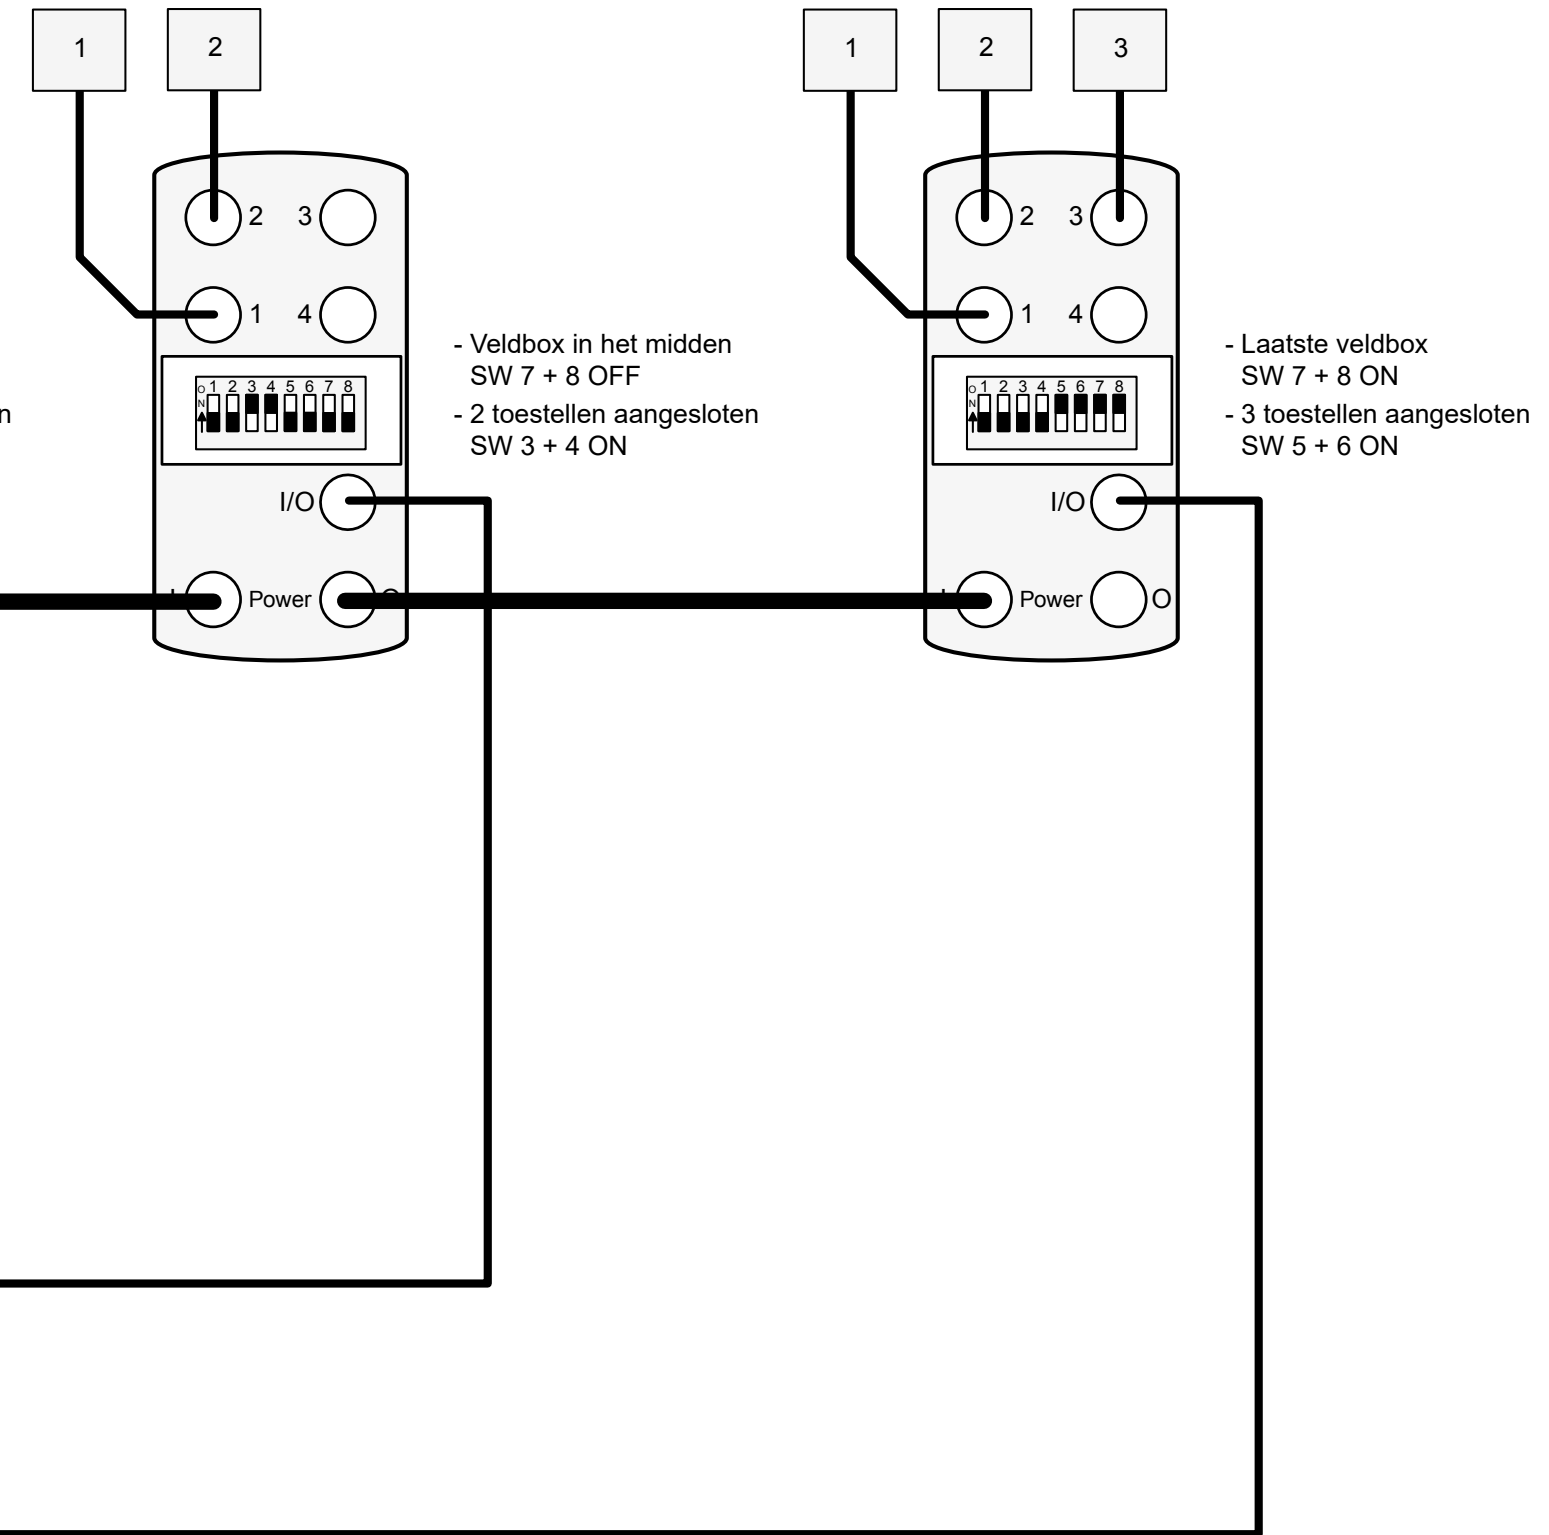 1 2
1 2 3
2 3
2 3
1 4
1 4
- Veldbox in het midden
SW 7 + 8 OFF
- 2 toestellen aangesloten
SW 3 + 4 ON
- Laatste veldbox
SW 7 + 8 ON
- 3 toestellen aangesloten
SW 5 + 6 ON
n
ON 1 2 3 4 5 6 7 8
ON 1 2 3 4 5 6 7 8
I/O
I/O
Power
Power O